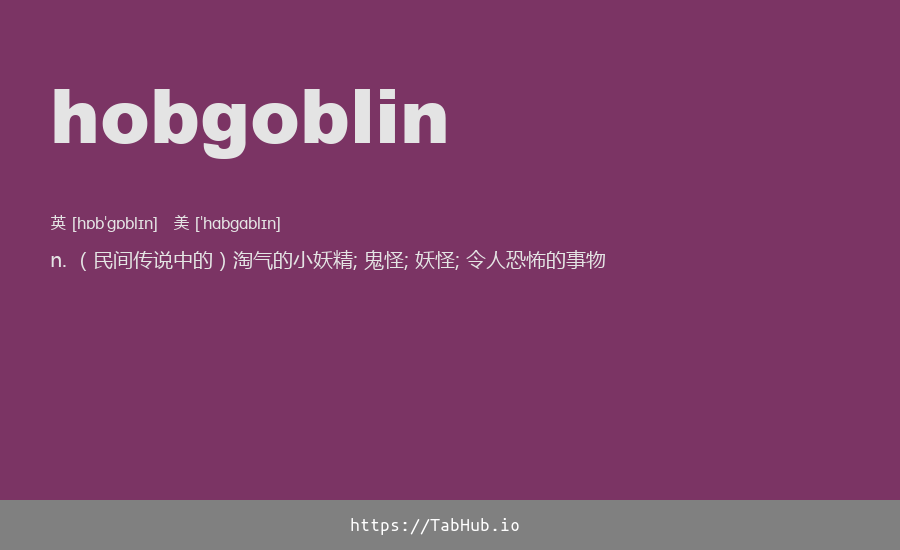 hobgoblin
英 [hɒbˈɡɒblɪn] 美 [ˈhɑbɡɑblɪn]
n. （民间传说中的）淘气的小妖精; 鬼怪; 妖怪; 令人恐怖的事物
https://TabHub.io